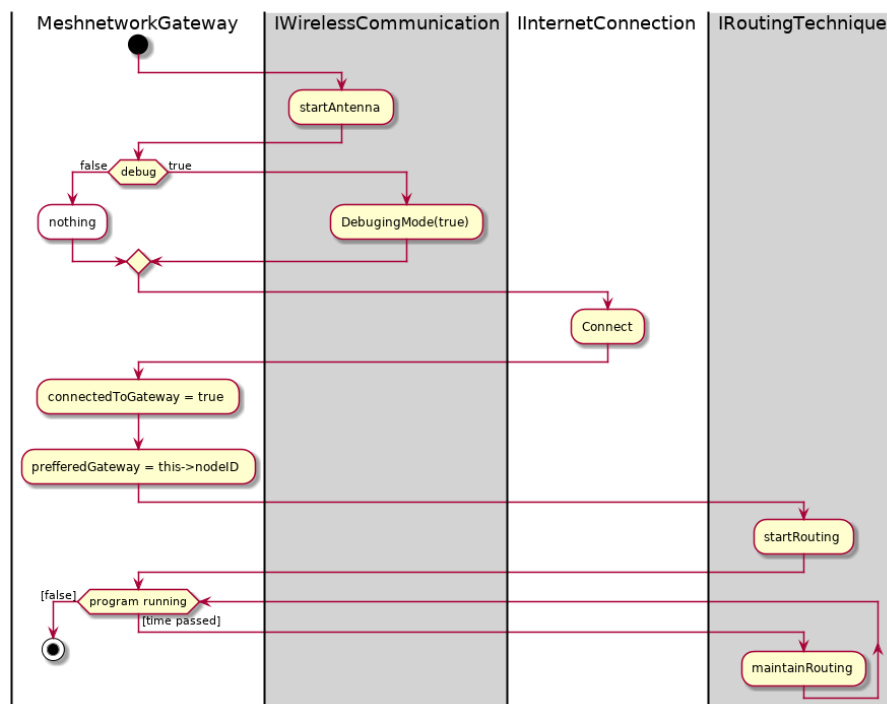 MeshnetworkGateway
IWirelessCommunication
IInternetConnection
IRoutingTechnique
startAntenna
false
debug
true
nothing
DebugingMode(true)
Connect
connectedToGateway = true
prefferedGateway = this->nodeID
startRouting
[false]
program running
[time passed]
maintainRouting